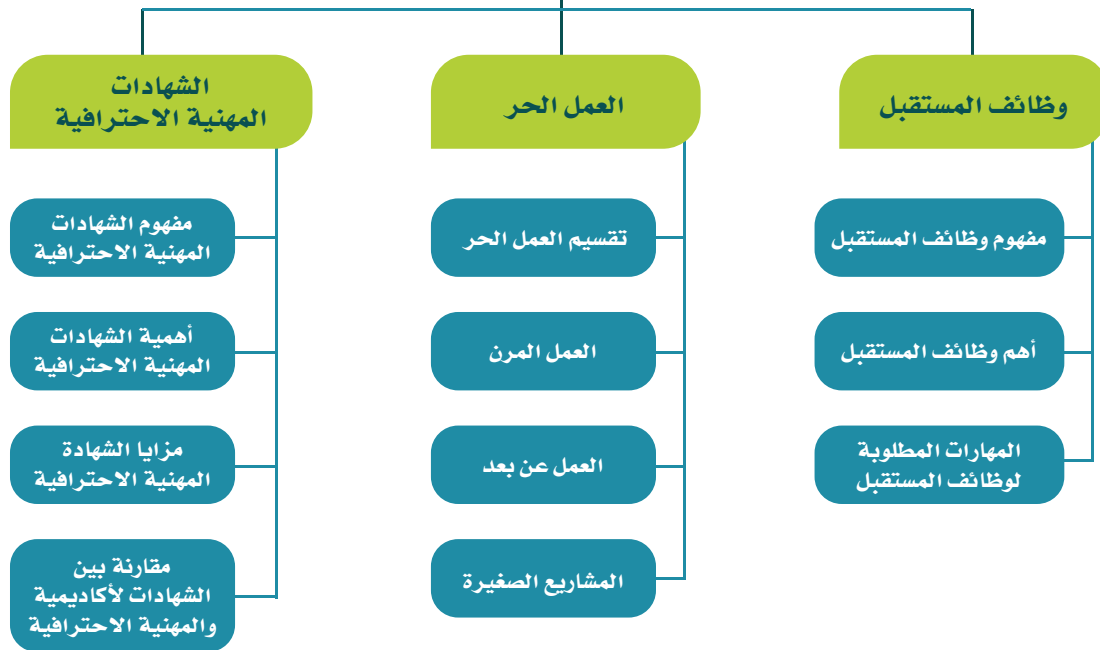 وظائف المستقبل
مفهوم وظائف المستقبل
أهم وظائف المستقبل
المهارات المطلوبة
لوظائف المستقبل
العمل الحر
تقسيم العمل الحر
العمل المرن
العمل عن بعد
المشاريع الصغيرة
الشهادات
المهنية الاحترافية
مفهوم الشهادات
المهنية الاحترافية
أهمية الشهادات
المهنية الاحترافية
مزايا الشهادة
المهنية الاحترافية
مقارنة بين
الشهادات لأكاديمية
والمهنية الاحترافية